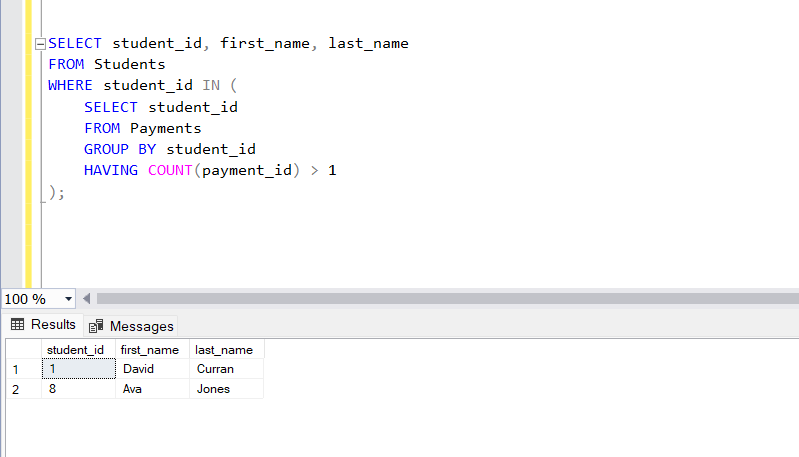 SELECT student_id, first_name, last_name
FROM Students
WHERE student_id IN (
SELECT student_id
FROM Payments
GROUP BY student_id
HAVING COUNT(payment_id) > 1
);
100 %
Results Messages
student_id first_name last_name
1 1 David Curran
2 8 Ava Jones